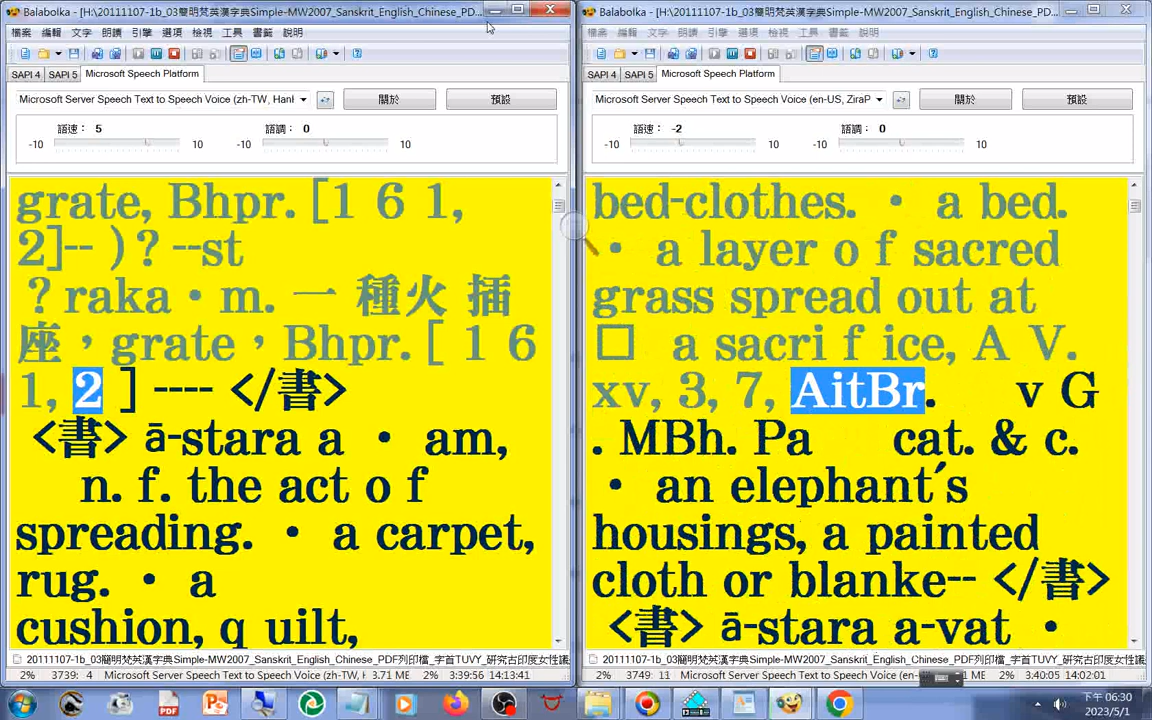 Balabolka - [H:\20111107-1b_03簡明梵英漢字典Simple-MW2007_Sanskrit_English_Chinese_PD...
檔案 編輯 文字 朗讀 引擎 選項 檢視 工具 書籤 說明
SAPI 4 SAPI 5 Microsoft Speech Platform
Microsoft Server Speech Text to Speech Voice (zh-TW, Hanl
關於 預設
語速： 5 語調： 0
-10 10 -10 10
grate, Bhpr. [1 6 1,
2]-- )？--st
？raka • m. 一 種火 插
座，grate，Bhpr. [ 1 6
1, 2 ] ---- </書>
<書> ā-stara a • am,
n. f. the act o f
spreading. • a carpet,
rug. • a
cushion, q uilt,
20111107-1b_03簡明梵英漢字典Simple-MW2007_Sanskrit_English_Chinese_PDF列印檔_字首TUVY_研究古印度女性議
2% 3739: 4 Microsoft Server Speech Text to Speech Voice (zh-TW, H 3.71 ME 2% 3:39:56 14:13:41
Balabolka - [H:\20111107-1b_03簡明梵英漢字典Simple-MW2007_Sanskrit_English_Chinese_PD...
檔案 編輯 文字 朗讀 引擎 選項 檢視 工具 書籤 說明
SAPI 4 SAPI 5 Microsoft Speech Platform
Microsoft Server Speech Text to Speech Voice (en-US, ZiraP
關於 預設
語速： -2 語調： 0
-10 10 -10 10
bed-clothes. • a bed.
• a layer o f sacred
grass spread out at
□ a sacri f ice, A V.
xv, 3, 7, AitBr. v G
. MBh. Pa cat. & c.
• an elephant's
housings, a painted
cloth or blanke-- </書>
<書> ā-stara a-vat •
20111107-1b_03簡明梵英漢字典Simple-MW2007_Sanskrit_English_Chinese_PDF列印檔_字首TUVY_研究古印度女性議
2% 3749: 11 Microsoft Server Speech Text to Speech Voice (en-US, Z 2% 3:40:05 14:02:01
下午 06:30
2023/5/1